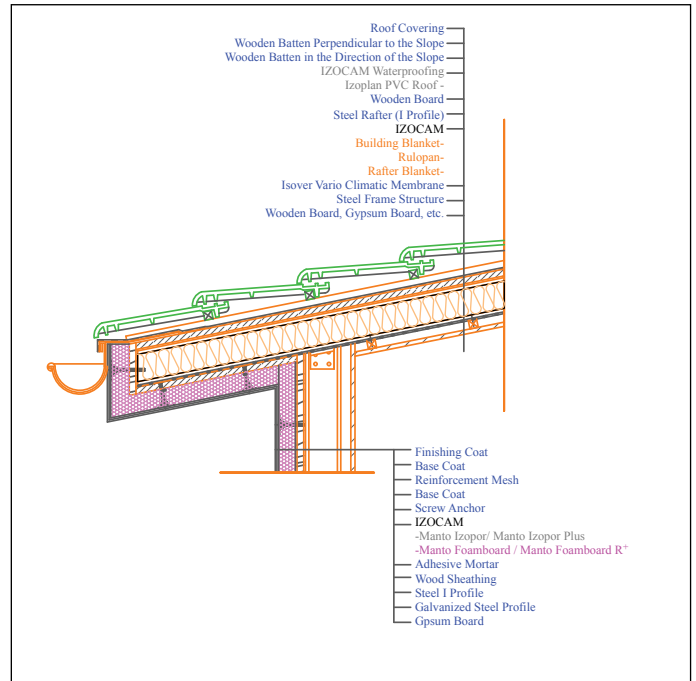 Roof Covering
Wooden Batten Perpendicular to the Slope
Wooden Batten in the Direction of the Slope
IZOCAM Waterproofing
Izoplan PVC Roof -
Wooden Board
Steel Rafter (I Profile)
IZOCAM
Building Blanket-
Rulopan-
Rafter Blanket-
Isover Vario Climatic Membrane
Steel Frame Structure
Wooden Board, Gypsum Board, etc.
Finishing Coat
Base Coat
Reinforcement Mesh
Base Coat
Screw Anchor
IZOCAM
-Manto Izopor/ Manto Izopor Plus
-Manto Foamboard / Manto Foamboard R⁺
Adhesive Mortar
Wood Sheathing
Steel I Profile
Galvanized Steel Profile
Gpsum Board